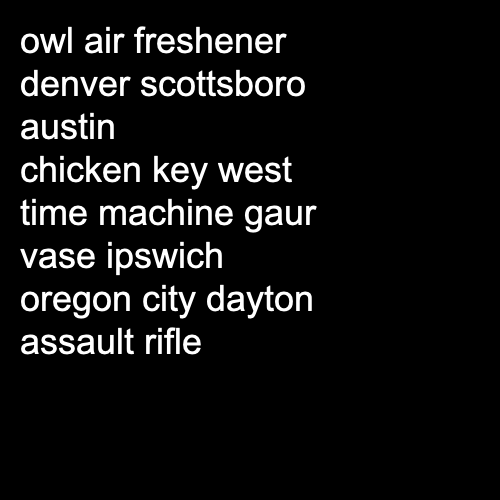 owl air freshener
denver scottsboro
austin
chicken key west
time machine gaur
vase ipswich
oregon city dayton
assault rifle